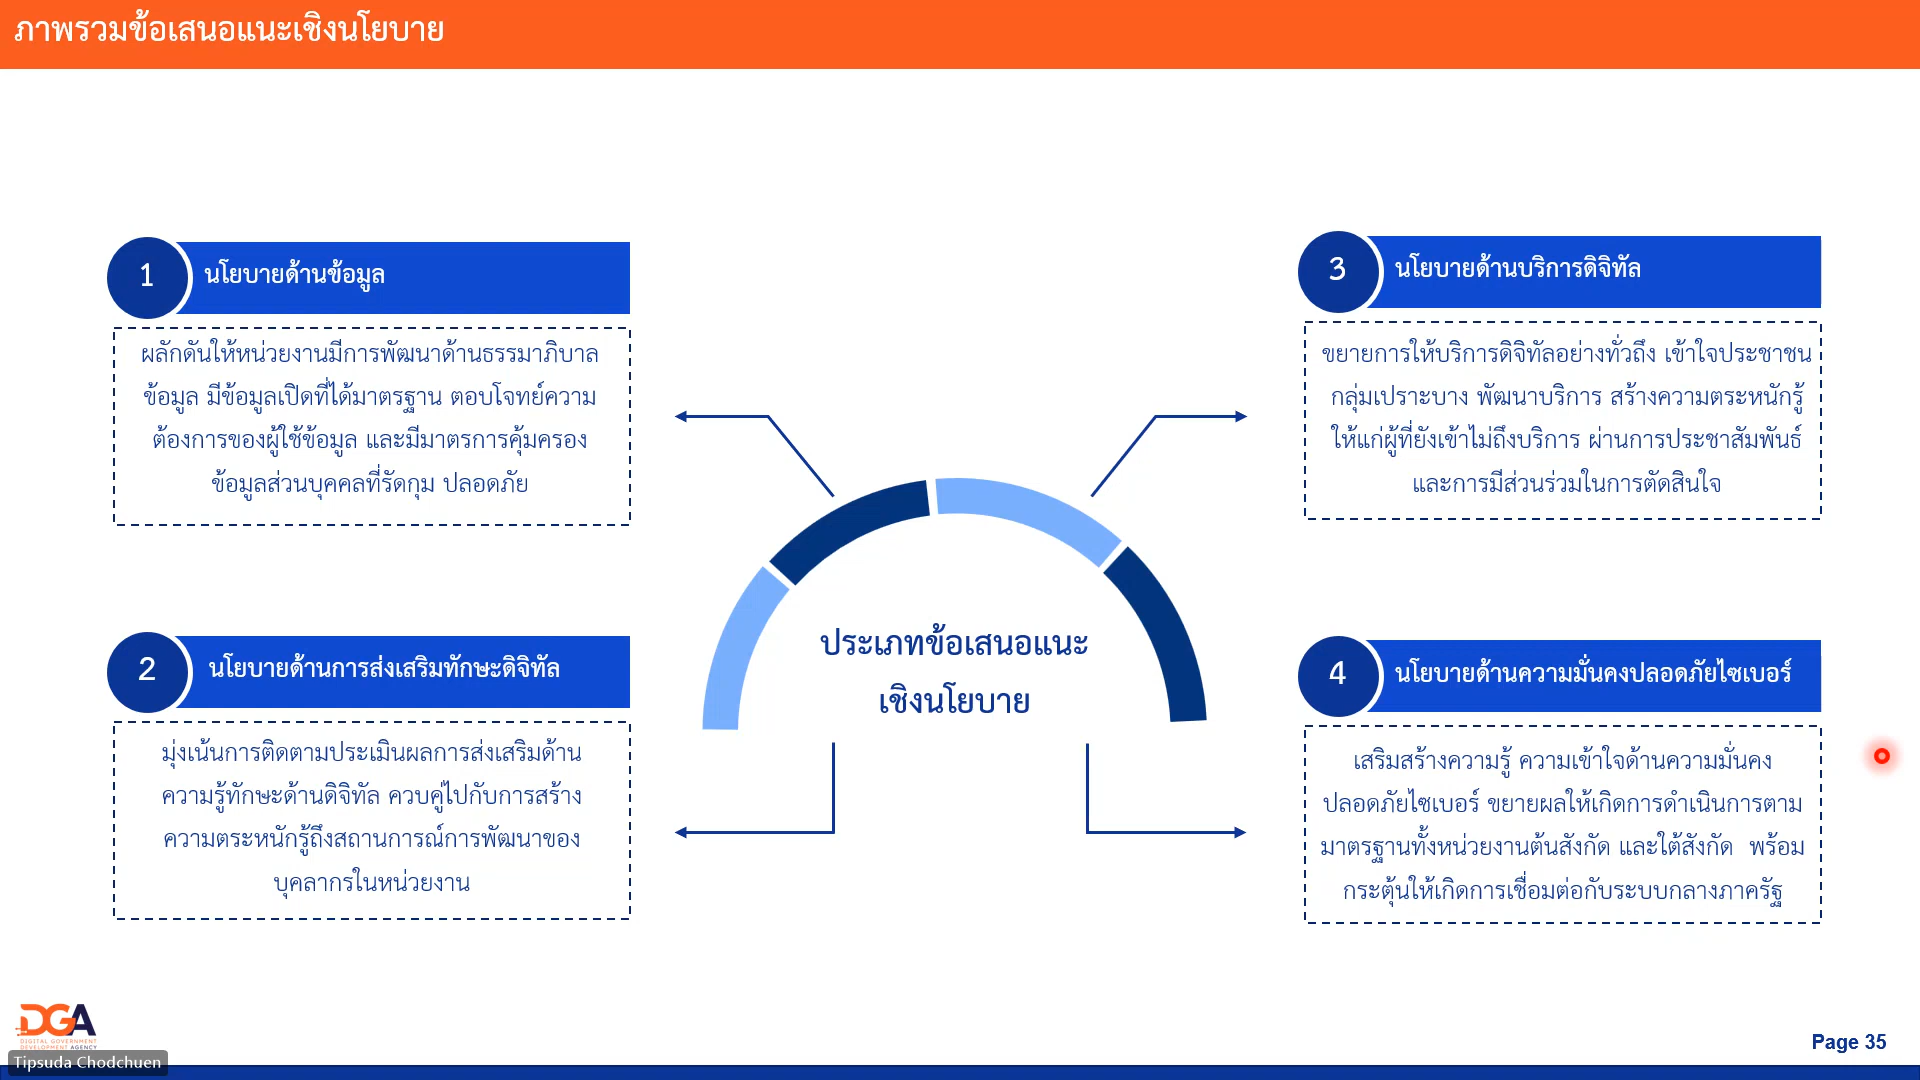 ภาพรวมข้อเสนอแนะเชิงนโยบาย
1
นโยบายด้านข้อมูล
ผลักดันให้หน่วยงานมีการพัฒนาด้านธรรมาภิบาล
ข้อมูล มีข้อมูลเปิดที่ได้มาตรฐาน ตอบโจทย์ความ
ต้องการของผู้ใช้ข้อมูล และมีมาตรการคุ้มครอง
ข้อมูลส่วนบุคคลที่รัดกุม ปลอดภัย
2
นโยบายด้านการส่งเสริมทักษะดิจิทัล
มุ่งเน้นการติดตามประเมินผลการส่งเสริมด้าน
ความรู้ทักษะด้านดิจิทัล ควบคู่ไปกับการสร้าง
ความตระหนักรู้ถึงสถานการณ์การพัฒนาของ
บุคลากรในหน่วยงาน
ประเภทข้อเสนอแนะ
เชิงนโยบาย
3
นโยบายด้านบริการดิจิทัล
ขยายการให้บริการดิจิทัลอย่างทั่วถึง เข้าใจประชาชน
กลุ่มเปราะบาง พัฒนาบริการ สร้างความตระหนักรู้
ให้แก่ผู้ที่ยังเข้าไม่ถึงบริการ ผ่านการประชาสัมพันธ์
และการมีส่วนร่วมในการตัดสินใจ
4
นโยบายด้านความมั่นคงปลอดภัยไซเบอร์
เสริมสร้างความรู้ ความเข้าใจด้านความมั่นคง
ปลอดภัยไซเบอร์ ขยายผลให้เกิดการดำเนินการตาม
มาตรฐานทั้งหน่วยงานต้นสังกัด และใต้สังกัด พร้อม
กระตุ้นให้เกิดการเชื่อมต่อกับระบบกลางภาครัฐ
DGA
DIGITAL GOVERNMENT
DEVELOPMENT AGENCY
Tipsuda Chodchuen
Page 35